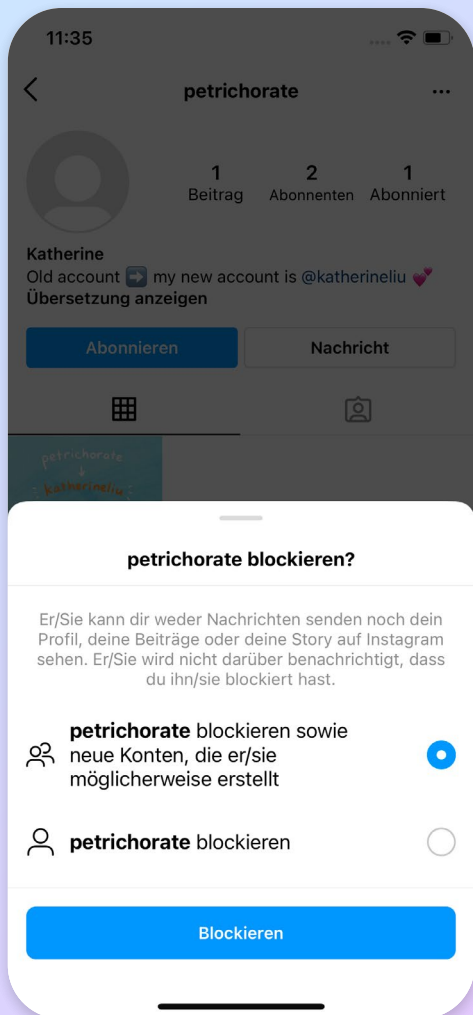 11:35
petrichorate
1 2 1
Beitrag Abonnenten Abonniert
Katherine
Old account ➡️ my new account is @katherineliu 💕
Übersetzung anzeigen
Abonnieren Nachricht
petrichorate
↓
katherineliu
petrichorate blockieren?
Er/Sie kann dir weder Nachrichten senden noch dein
Profil, deine Beiträge oder deine Story auf Instagram
sehen. Er/Sie wird nicht darüber benachrichtigt, dass
du ihn/sie blockiert hast.
petrichorate blockieren sowie
neue Konten, die er/sie
möglicherweise erstellt
petrichorate blockieren
Blockieren